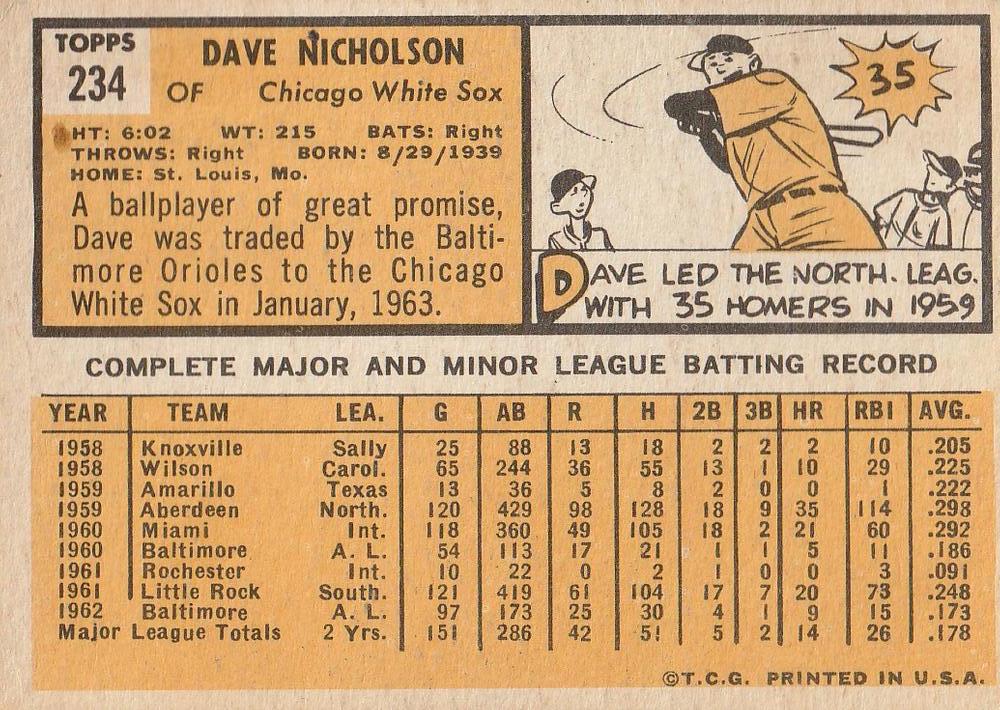 TOPPS
234
DAVE NICHOLSON
OF Chicago White Sox
HT: 6:02 WT: 215 BATS: Right
THROWS: Right BORN: 8/29/1939
HOME: St. Louis, Mo.
A ballplayer of great promise,
Dave was traded by the Balti-
more Orioles to the Chicago
White Sox in January, 1963.
35
DAVE LED THE NORTH. LEAG.
WITH 35 HOMERS IN 1959
COMPLETE MAJOR AND MINOR LEAGUE BATTING RECORD
YEAR TEAM LEA. G AB R H 2B 3B HR RBI AVG.
1958 Knoxville Sally 25 88 13 18 2 2 2 10 .205
1958 Wilson Carol. 65 244 36 55 13 1 10 29 .225
1959 Amarillo Texas 13 36 5 8 2 0 0 1 .222
1959 Aberdeen North. 120 429 98 128 18 9 35 114 .298
1960 Miami Int. 118 360 49 105 18 2 21 60 .292
1960 Baltimore A. L. 54 113 17 21 1 1 5 11 .186
1961 Rochester Int. 10 22 0 2 1 0 0 3 .091
1961 Little Rock South. 121 419 61 104 17 7 20 73 .248
1962 Baltimore A. L. 97 173 25 30 4 1 9 15 .173
Major League Totals 2 Yrs. 151 286 42 51 5 2 14 26 .178
©T.C.G. PRINTED IN U.S.A.